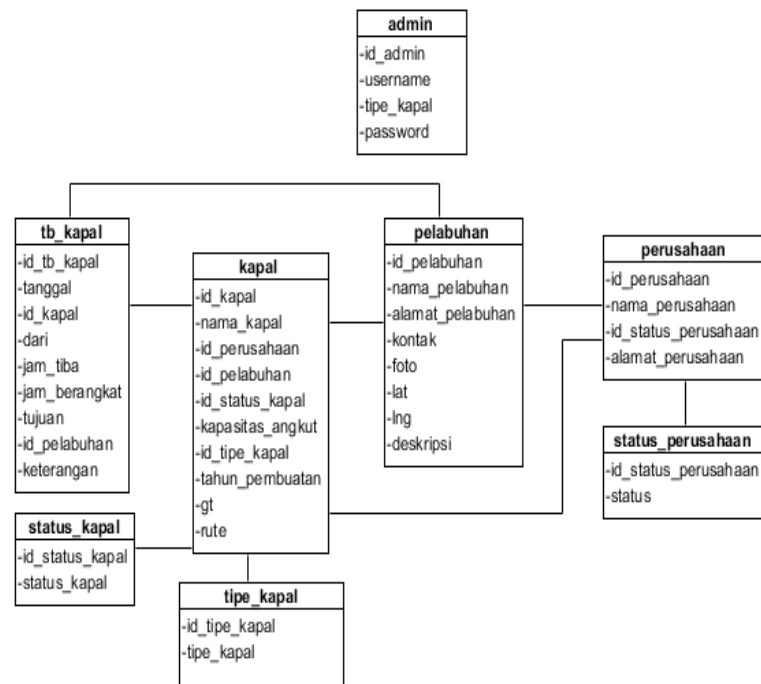 admin
-id_admin
-username
-tipe_kapal
-password
tb_kapal
-id_tb_kapal
-tanggal
-id_kapal
-dari
-jam_tiba
-jam_berangkat
-tujuan
-id_pelabuhan
-keterangan
kapal
-id_kapal
-nama_kapal
-id_perusahaan
-id_pelabuhan
-id_status_kapal
-kapasitas_angkut
-id_tipe_kapal
-tahun_pembuatan
-gt
-rute
pelabuhan
-id_pelabuhan
-nama_pelabuhan
-alamat_pelabuhan
-kontak
-foto
-lat
-lng
-deskripsi
perusahaan
-id_perusahaan
-nama_perusahaan
-id_status_perusahaan
-alamat_perusahaan
status_perusahaan
-id_status_perusahaan
-status
status_kapal
-id_status_kapal
-status_kapal
tipe_kapal
-id_tipe_kapal
-tipe_kapal